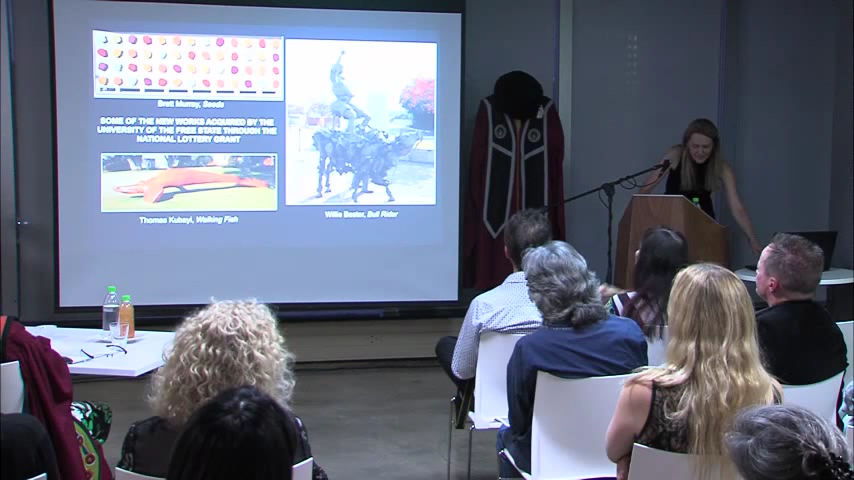 Brett Murray, Seeds
SOME OF THE NEW WORKS ACQUIRED BY THE
UNIVERSITY OF THE FREE STATE THROUGH THE
NATIONAL LOTTERY GRANT
Thomas Kubayi, Walking Fish
Willie Bester, Bull Rider